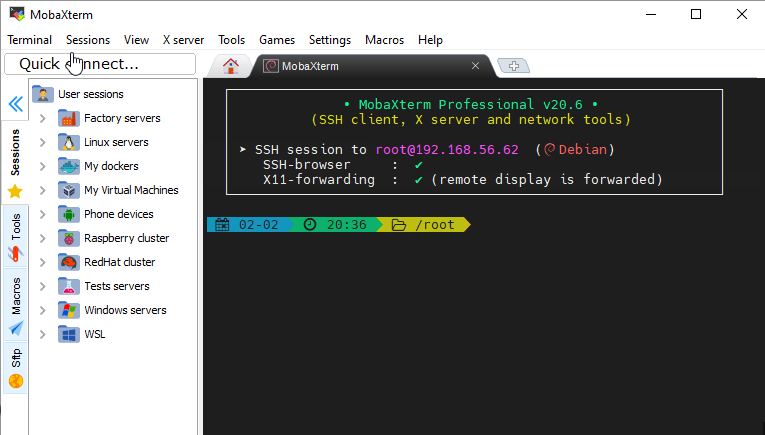 MobaXterm
Terminal Sessions View X server Tools Games Settings Macros Help
Quick connect...
MobaXterm
User sessions
Factory servers
Linux servers
My dockers
My Virtual Machines
Phone devices
Raspberry cluster
RedHat cluster
Tests servers
Windows servers
WSL
Sessions
Tools
Macros
Sftp
• MobaXterm Professional v20.6 •
(SSH client, X server and network tools)
➤ SSH session to root@192.168.56.62 (Debian)
SSH-browser : ✔
X11-forwarding : ✔ (remote display is forwarded)
02-02 20:36 /root